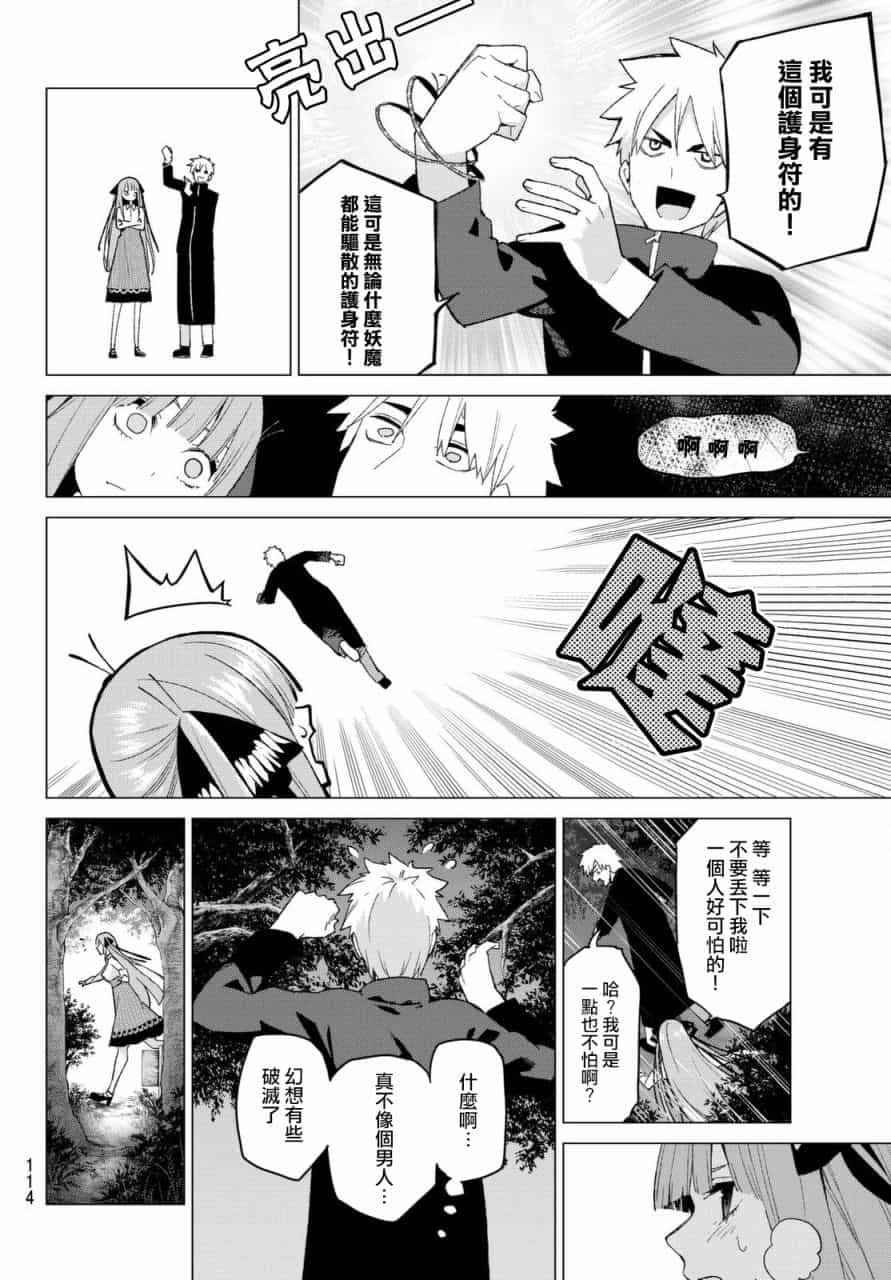 我可是有
這個護身符的！
亮出一
這可是無論什麼妖魔
都能驅散的護身符！
啊啊啊
等 等一下
不要丟下我啦
一個人好可怕的！
哈？我可是
一點也不怕啊？
什麼啊…
真不像個男人…
幻想有些
破滅了
114